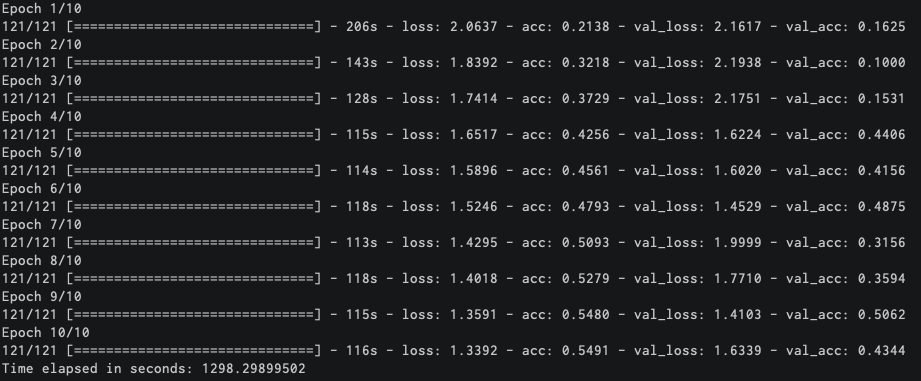 Epoch 1/10
121/121 [==============================] - 206s - loss: 2.0637 - acc: 0.2138 - val_loss: 2.1617 - val_acc: 0.1625
Epoch 2/10
121/121 [==============================] - 143s - loss: 1.8392 - acc: 0.3218 - val_loss: 2.1938 - val_acc: 0.1000
Epoch 3/10
121/121 [==============================] - 128s - loss: 1.7414 - acc: 0.3729 - val_loss: 2.1751 - val_acc: 0.1531
Epoch 4/10
121/121 [==============================] - 115s - loss: 1.6517 - acc: 0.4256 - val_loss: 1.6224 - val_acc: 0.4406
Epoch 5/10
121/121 [==============================] - 114s - loss: 1.5896 - acc: 0.4561 - val_loss: 1.6020 - val_acc: 0.4156
Epoch 6/10
121/121 [==============================] - 118s - loss: 1.5246 - acc: 0.4793 - val_loss: 1.4529 - val_acc: 0.4875
Epoch 7/10
121/121 [==============================] - 113s - loss: 1.4295 - acc: 0.5093 - val_loss: 1.9999 - val_acc: 0.3156
Epoch 8/10
121/121 [==============================] - 118s - loss: 1.4018 - acc: 0.5279 - val_loss: 1.7710 - val_acc: 0.3594
Epoch 9/10
121/121 [==============================] - 115s - loss: 1.3591 - acc: 0.5480 - val_loss: 1.4103 - val_acc: 0.5062
Epoch 10/10
121/121 [==============================] - 116s - loss: 1.3392 - acc: 0.5491 - val_loss: 1.6339 - val_acc: 0.4344
Time elapsed in seconds: 1298.29899502